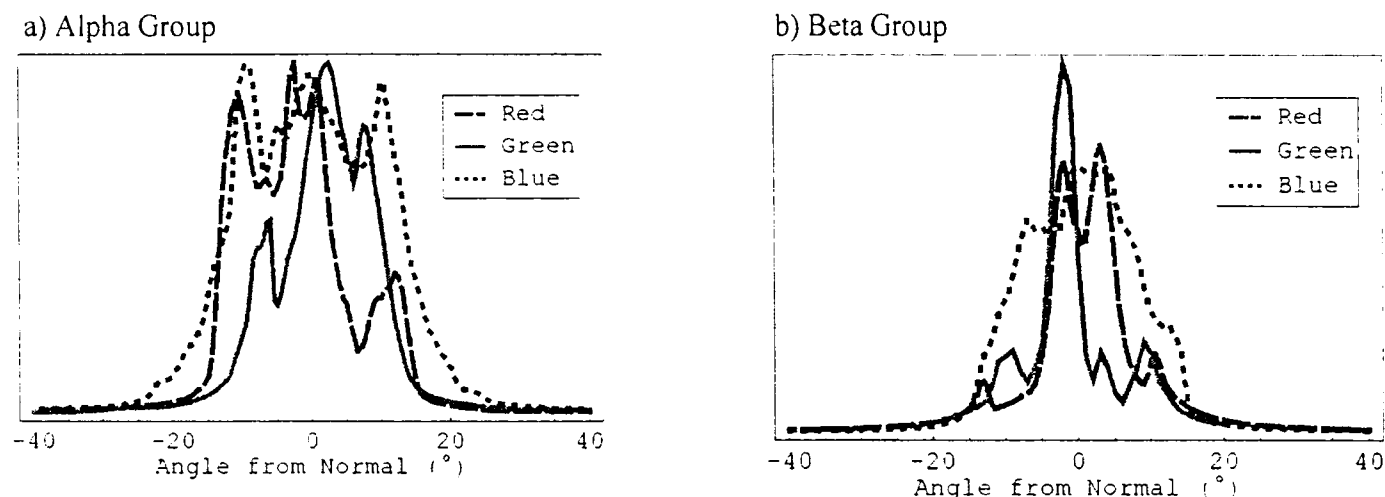 a) Alpha Group
Red
Green
Blue
-40
-20
0
20
40
Angle from Normal (°)
b) Beta Group
Red
Green
Blue
-40
-20
0
20
40
Angle from Normal (°)